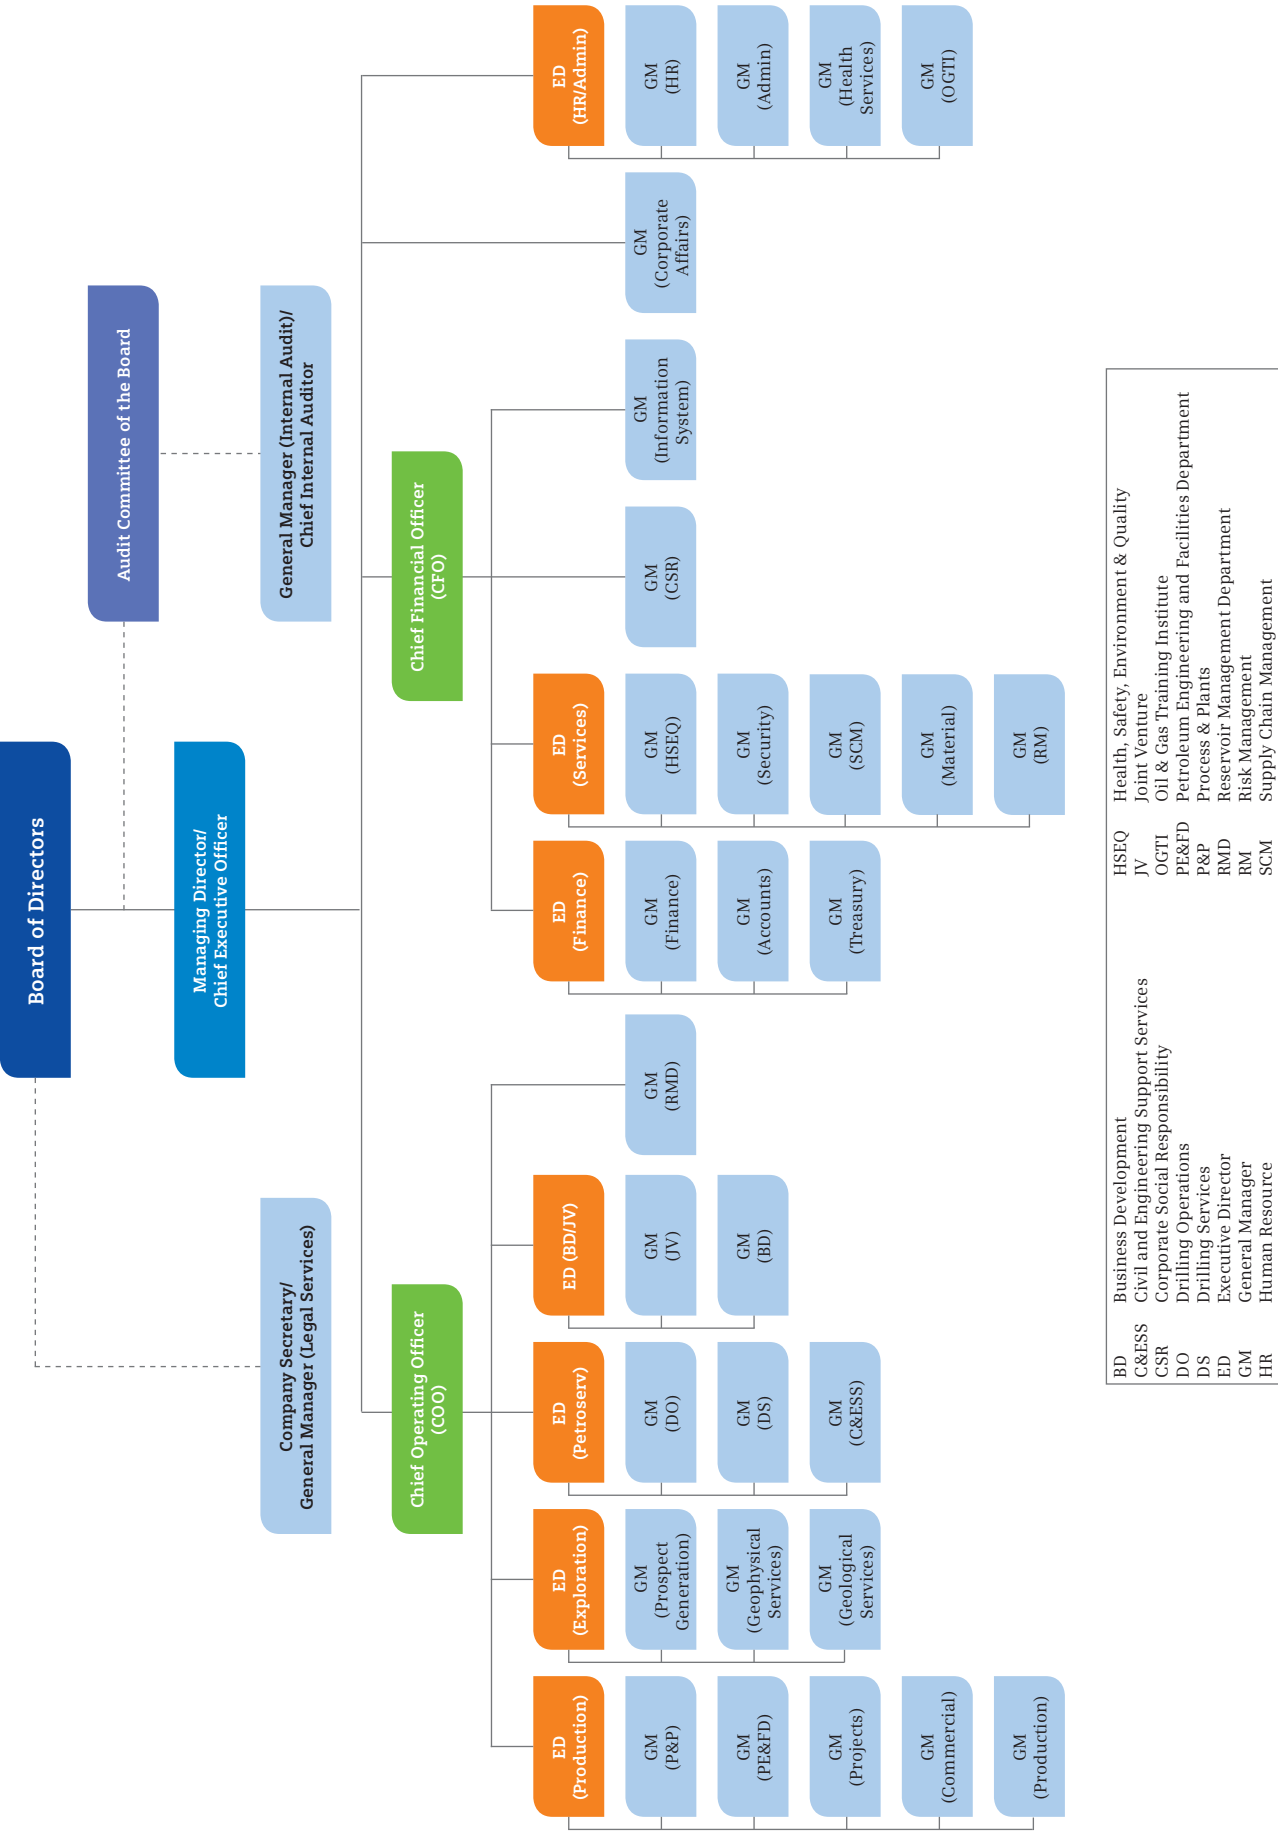 Board of Directors
Audit Committee of the Board
Managing Director/
Chief Executive Officer
Company Secretary/
General Manager (Legal Services)
General Manager (Internal Audit)/
Chief Internal Auditor
Chief Operating Officer
(COO)
Chief Financial Officer
(CFO)
ED
(Production)
GM
(P&P)
GM
(PE&FD)
GM
(Projects)
GM
(Commercial)
GM
(Production)
ED
(Exploration)
GM
(Prospect
Generation)
GM
(Geophysical
Services)
GM
(Geological
Services)
ED
(Petroserv)
GM
(DO)
GM
(DS)
GM
(C&ESS)
ED (BD/JV)
GM
(JV)
GM
(BD)
GM
(RMD)
ED
(Finance)
GM
(Finance)
GM
(Accounts)
GM
(Treasury)
ED
(Services)
GM
(HSEQ)
GM
(Security)
GM
(SCM)
GM
(Material)
GM
(RM)
GM
(CSR)
GM
(Information
System)
GM
(Corporate
Affairs)
ED
(HR/Admin)
GM
(HR)
GM
(Admin)
GM
(Health
Services)
GM
(OGTI)
BD Business Development
C&ESS Civil and Engineering Support Services
CSR Corporate Social Responsibility
DO Drilling Operations
DS Drilling Services
ED Executive Director
GM General Manager
HR Human Resource
HSEQ Health, Safety, Environment & Quality
JV Joint Venture
OGTI Oil & Gas Training Institute
PE&FD Petroleum Engineering and Facilities Department
P&P Process & Plants
RMD Reservoir Management Department
RM Risk Management
SCM Supply Chain Management